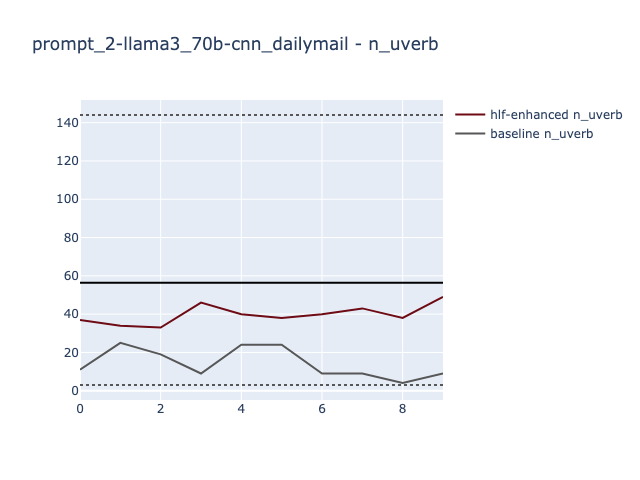 prompt_2-llama3_70b-cnn_dailymail - n_uverb
hlf-enhanced n_uverb
baseline n_uverb
140
120
100
80
60
40
20
0
0 2 4 6 8